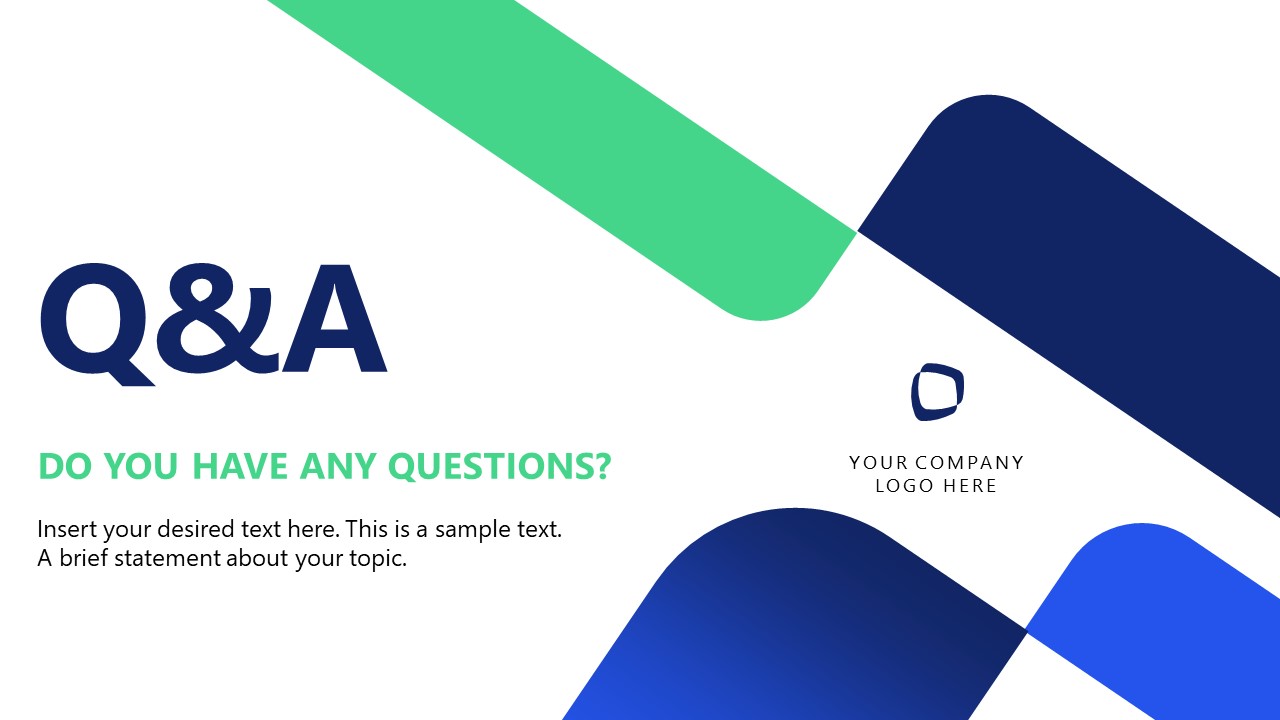 Q&A
DO YOU HAVE ANY QUESTIONS?
Insert your desired text here. This is a sample text.
A brief statement about your topic.
YOUR COMPANY
LOGO HERE